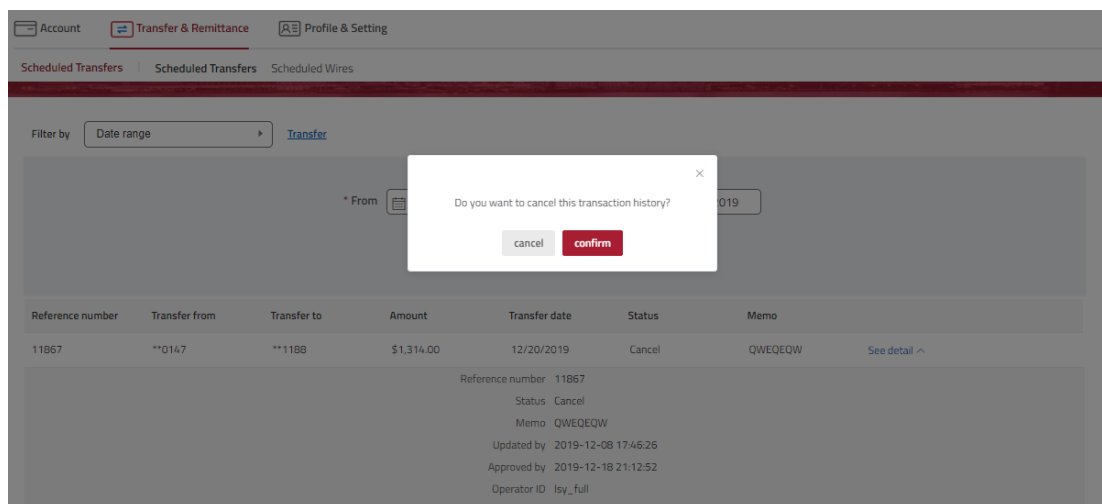 Account Transfer & Remittance Profile & Setting
Scheduled Transfers Scheduled Transfers Scheduled Wires
Filter by Date range Transfer
* From 019
Do you want to cancel this transaction history?
cancel confirm
Reference number Transfer from Transfer to Amount Transfer date Status Memo
11867 **0147 **1188 $1,314.00 12/20/2019 Cancel QWEQEQW See detail
Reference number 11867
Status Cancel
Memo QWEQEQW
Updated by 2019-12-08 17:46:26
Approved by 2019-12-18 21:12:52
Operator ID lsy_full